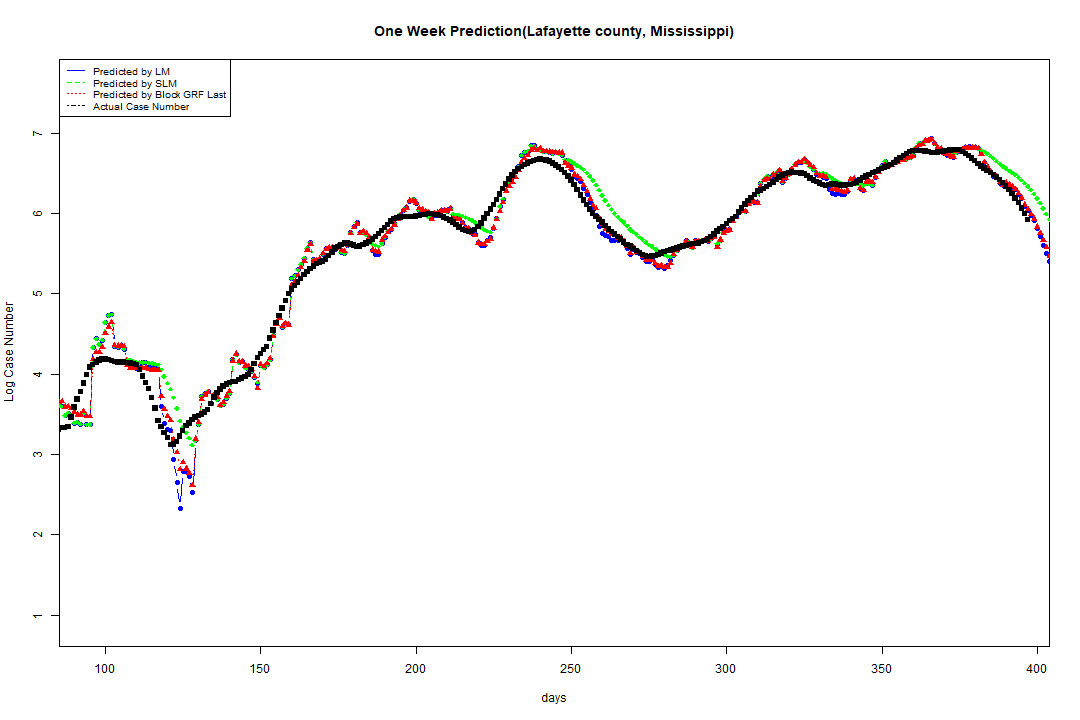 One Week Prediction(Lafayette county, Mississippi)
Predicted by LM
Predicted by SLM
Predicted by Block GRF Last
Actual Case Number
7
6
5
4
3
2
1
Log Case Number
100 150 200 250 300 350 400
days